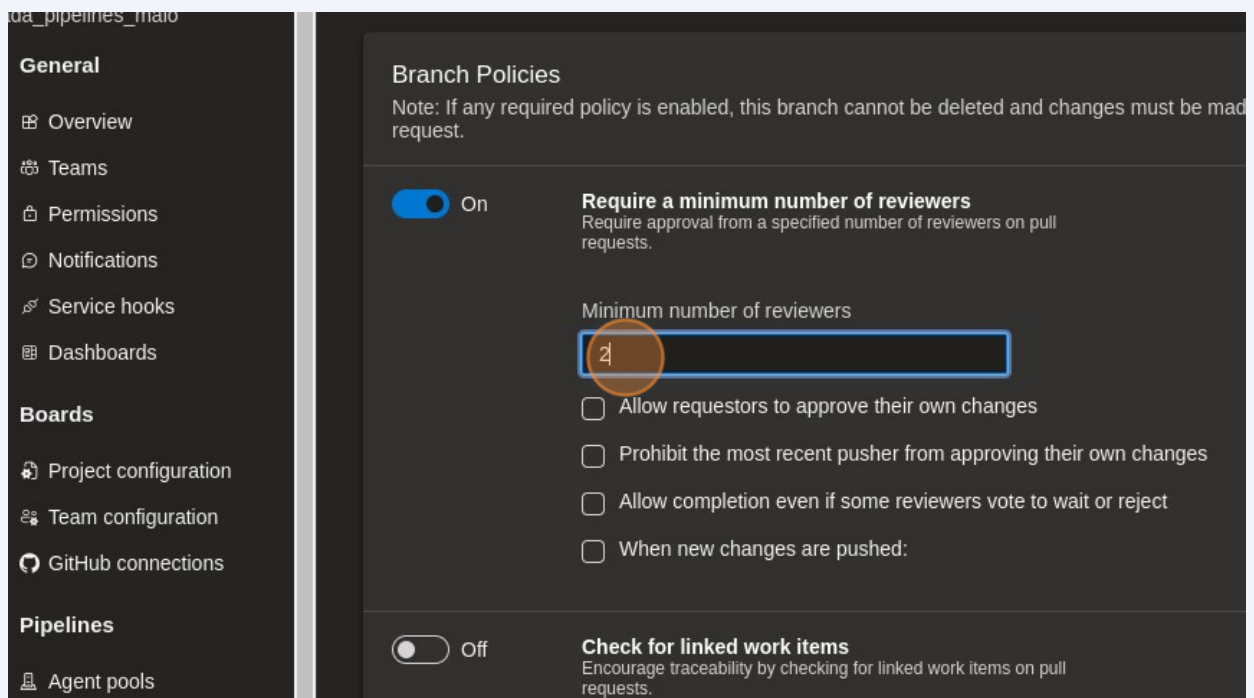 tda_pipelines_malo
General
Overview
Teams
Permissions
Notifications
Service hooks
Dashboards
Boards
Project configuration
Team configuration
GitHub connections
Pipelines
Agent pools
Branch Policies
Note: If any required policy is enabled, this branch cannot be deleted and changes must be mad
request.
On
Require a minimum number of reviewers
Require approval from a specified number of reviewers on pull
requests.
Minimum number of reviewers
2
Allow requestors to approve their own changes
Prohibit the most recent pusher from approving their own changes
Allow completion even if some reviewers vote to wait or reject
When new changes are pushed:
Off
Check for linked work items
Encourage traceability by checking for linked work items on pull
requests.